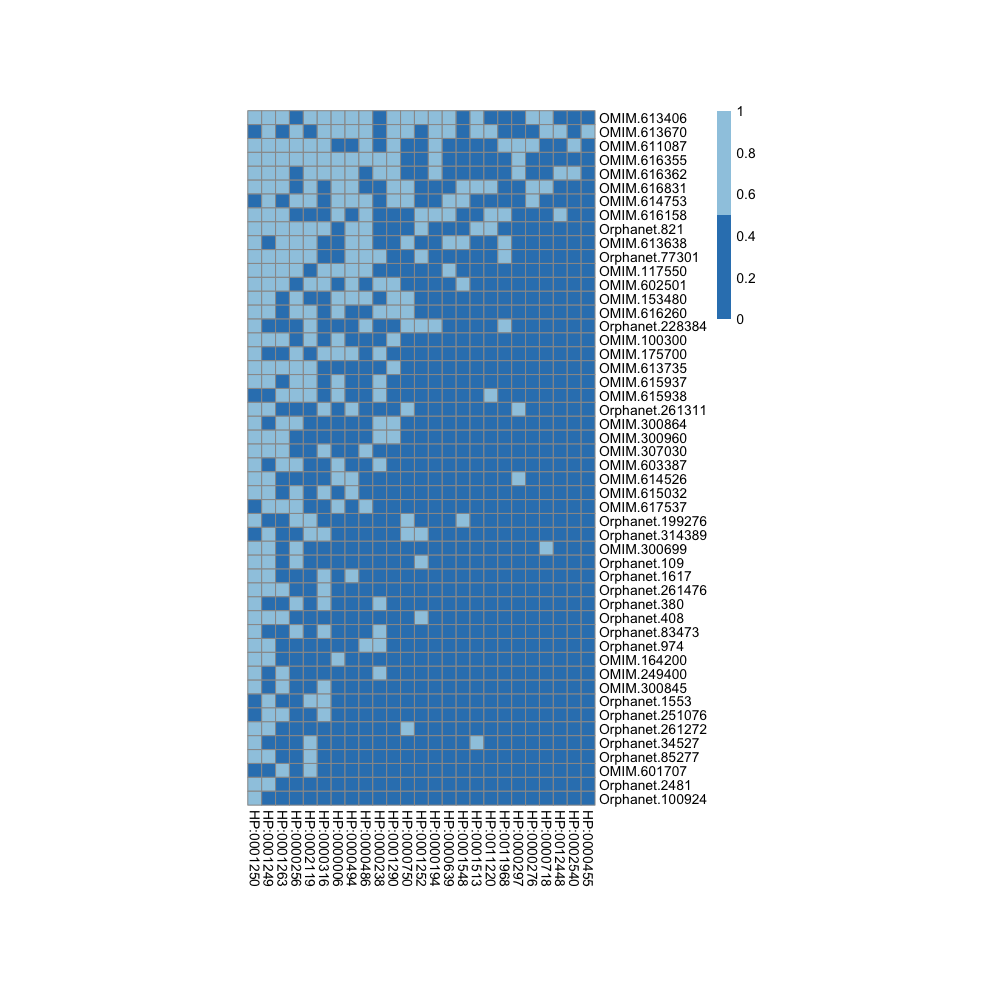 OMIM.613406
OMIM.613670
OMIM.611087
OMIM.616355
OMIM.616362
OMIM.616831
OMIM.614753
OMIM.616158
Orphanet.821
OMIM.613638
Orphanet.77301
OMIM.117550
OMIM.602501
OMIM.153480
OMIM.616260
Orphanet.228384
OMIM.100300
OMIM.175700
OMIM.613735
OMIM.615937
OMIM.615938
Orphanet.261311
OMIM.300864
OMIM.300960
OMIM.307030
OMIM.603387
OMIM.614526
OMIM.615032
OMIM.617537
Orphanet.199276
Orphanet.314389
OMIM.300699
Orphanet.109
Orphanet.1617
Orphanet.261476
Orphanet.380
Orphanet.408
Orphanet.83473
Orphanet.974
OMIM.164200
OMIM.249400
OMIM.300845
Orphanet.1553
Orphanet.251076
Orphanet.261272
Orphanet.34527
Orphanet.85277
OMIM.601707
Orphanet.2481
Orphanet.100924
1
0.8
0.6
0.4
0.2
0
HP:0001250
HP:0001249
HP:0001263
HP:0000256
HP:0002119
HP:0000316
HP:0000006
HP:0000494
HP:0000486
HP:0000238
HP:0001290
HP:0000750
HP:0001252
HP:0000194
HP:0000639
HP:0001548
HP:0001513
HP:0011220
HP:0011968
HP:0000297
HP:0000276
HP:0000718
HP:0012448
HP:0002540
HP:0000455